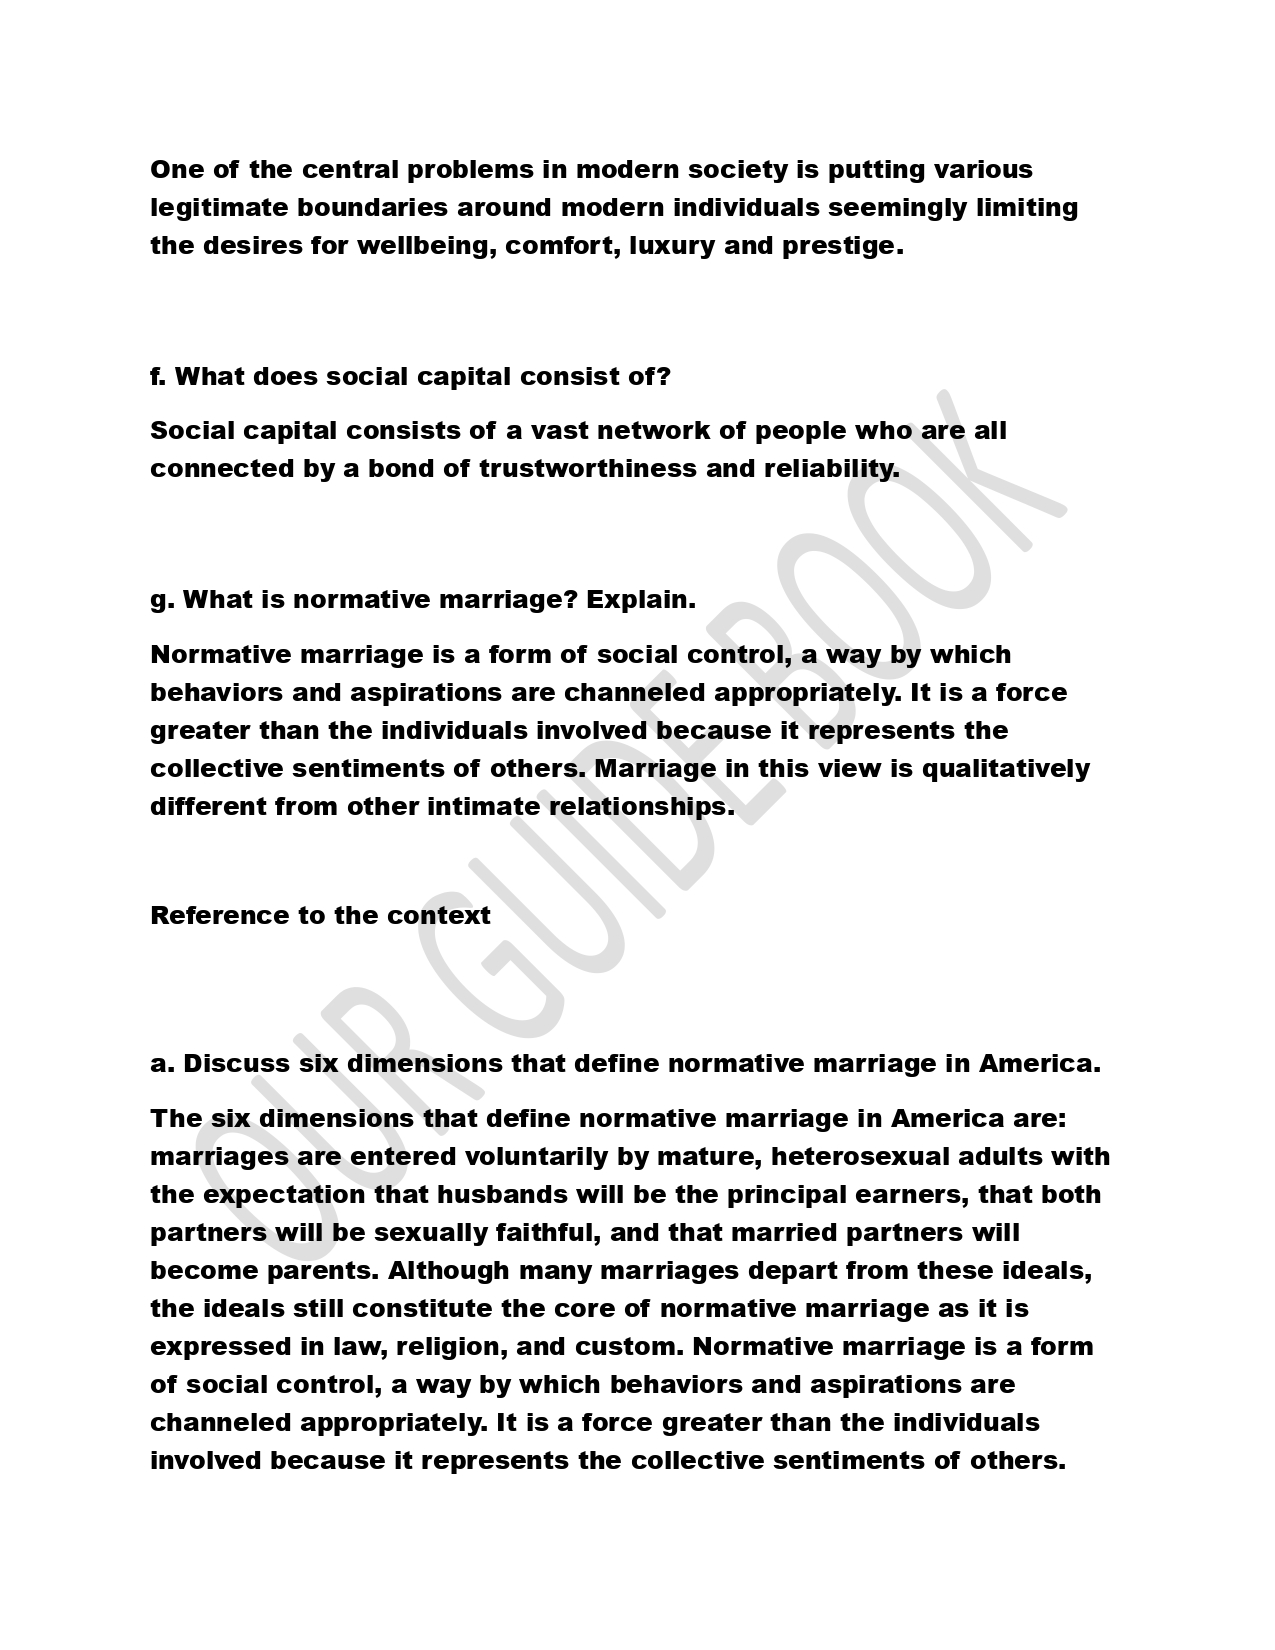 One of the central problems in modern society is putting various
legitimate boundaries around modern individuals seemingly limiting
the desires for wellbeing, comfort, luxury and prestige.
f. What does social capital consist of?
Social capital consists of a vast network of people who are all
connected by a bond of trustworthiness and reliability.
g. What is normative marriage? Explain.
Normative marriage is a form of social control, a way by which
behaviors and aspirations are channeled appropriately. It is a force
greater than the individuals involved because it represents the
collective sentiments of others. Marriage in this view is qualitatively
different from other intimate relationships.
Reference to the context
a. Discuss six dimensions that define normative marriage in America.
The six dimensions that define normative marriage in America are:
marriages are entered voluntarily by mature, heterosexual adults with
the expectation that husbands will be the principal earners, that both
partners will be sexually faithful, and that married partners will
become parents. Although many marriages depart from these ideals,
the ideals still constitute the core of normative marriage as it is
expressed in law, religion, and custom. Normative marriage is a form
of social control, a way by which behaviors and aspirations are
channeled appropriately. It is a force greater than the individuals
involved because it represents the collective sentiments of others.
OUR GUIDE BOOK